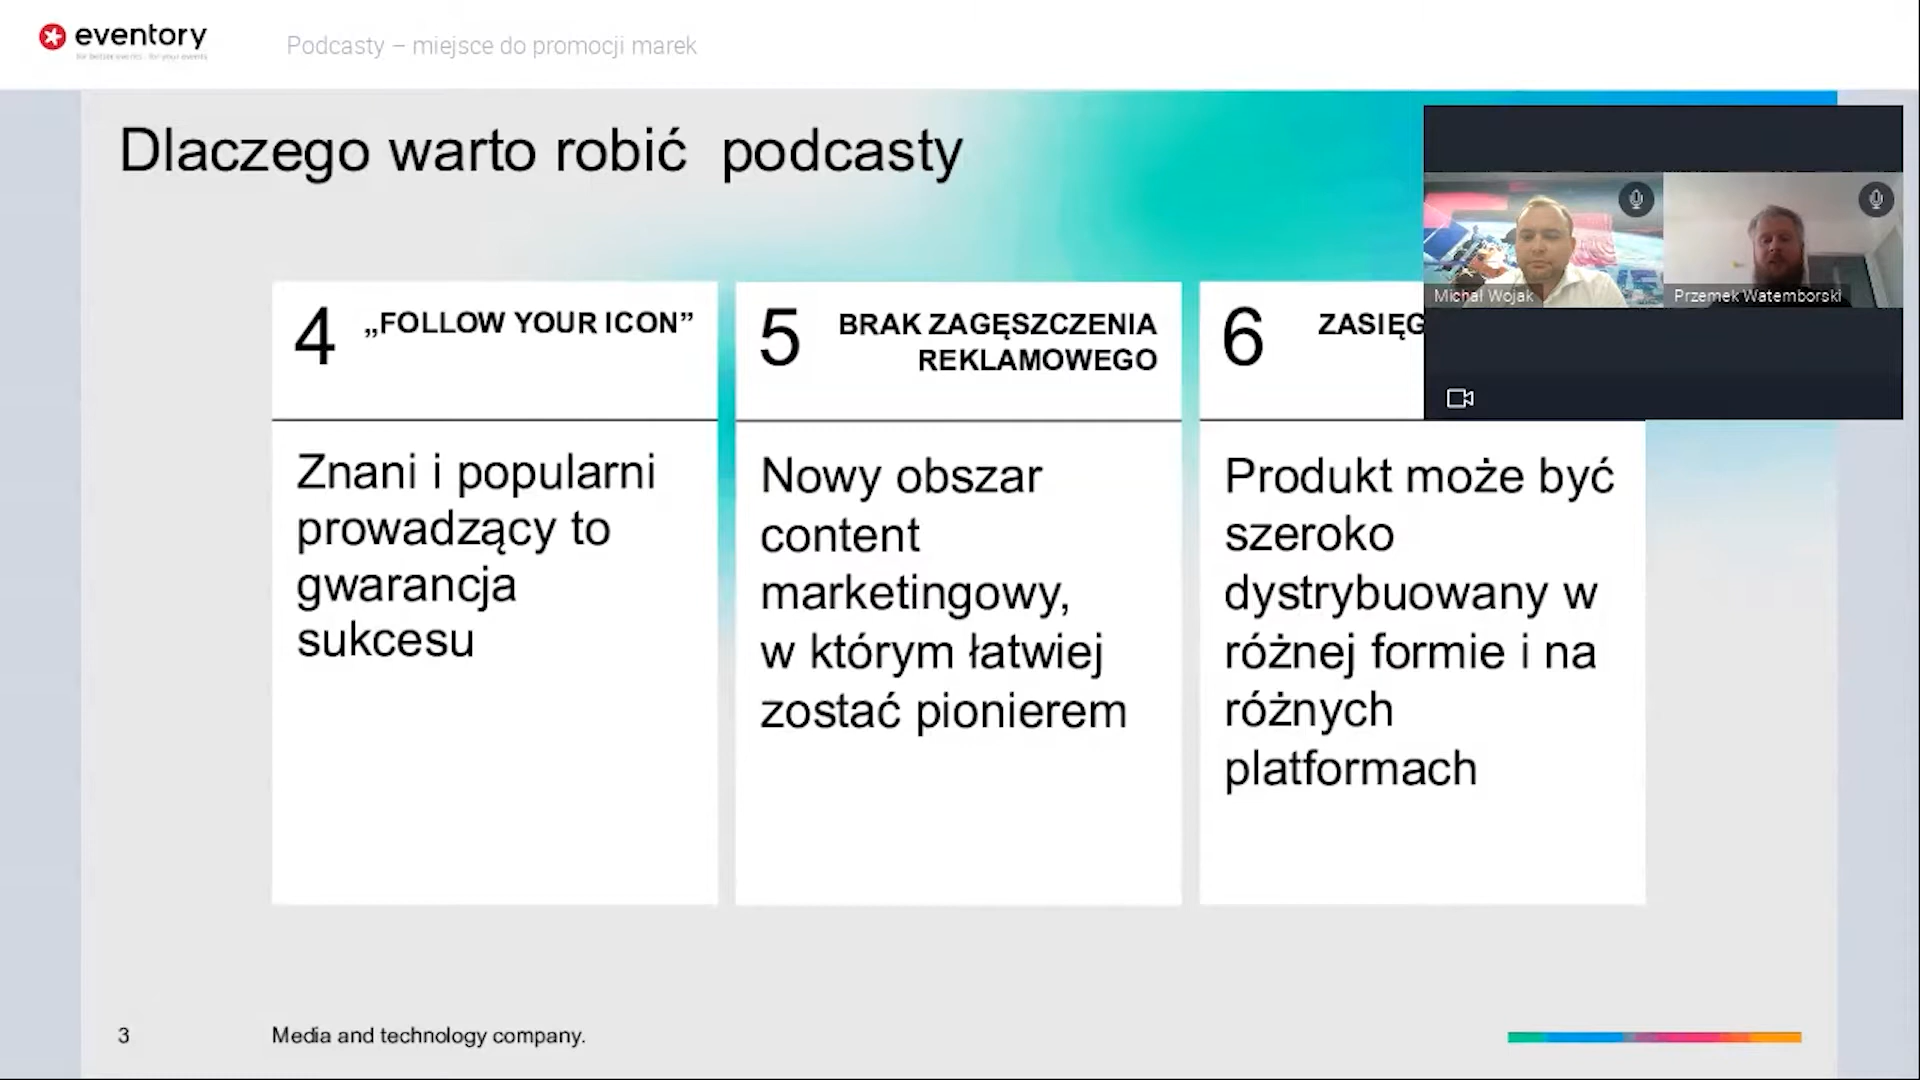 eventory
Podcasty – miejsce do promocji marek
Dlaczego warto robić podcasty
Michał Wojak
Przemek Watemborski
4
„FOLLOW YOUR ICON”
Znani i popularni
prowadzący to
gwarancja
sukcesu
5
BRAK ZAGĘSZCZENIA
REKLAMOWEGO
Nowy obszar
content
marketingowy,
w którym łatwiej
zostać pionierem
6
ZASIĘG
Produkt może być
szeroko
dystrybuowany w
różnej formie i na
różnych
platformach
3
Media and technology company.